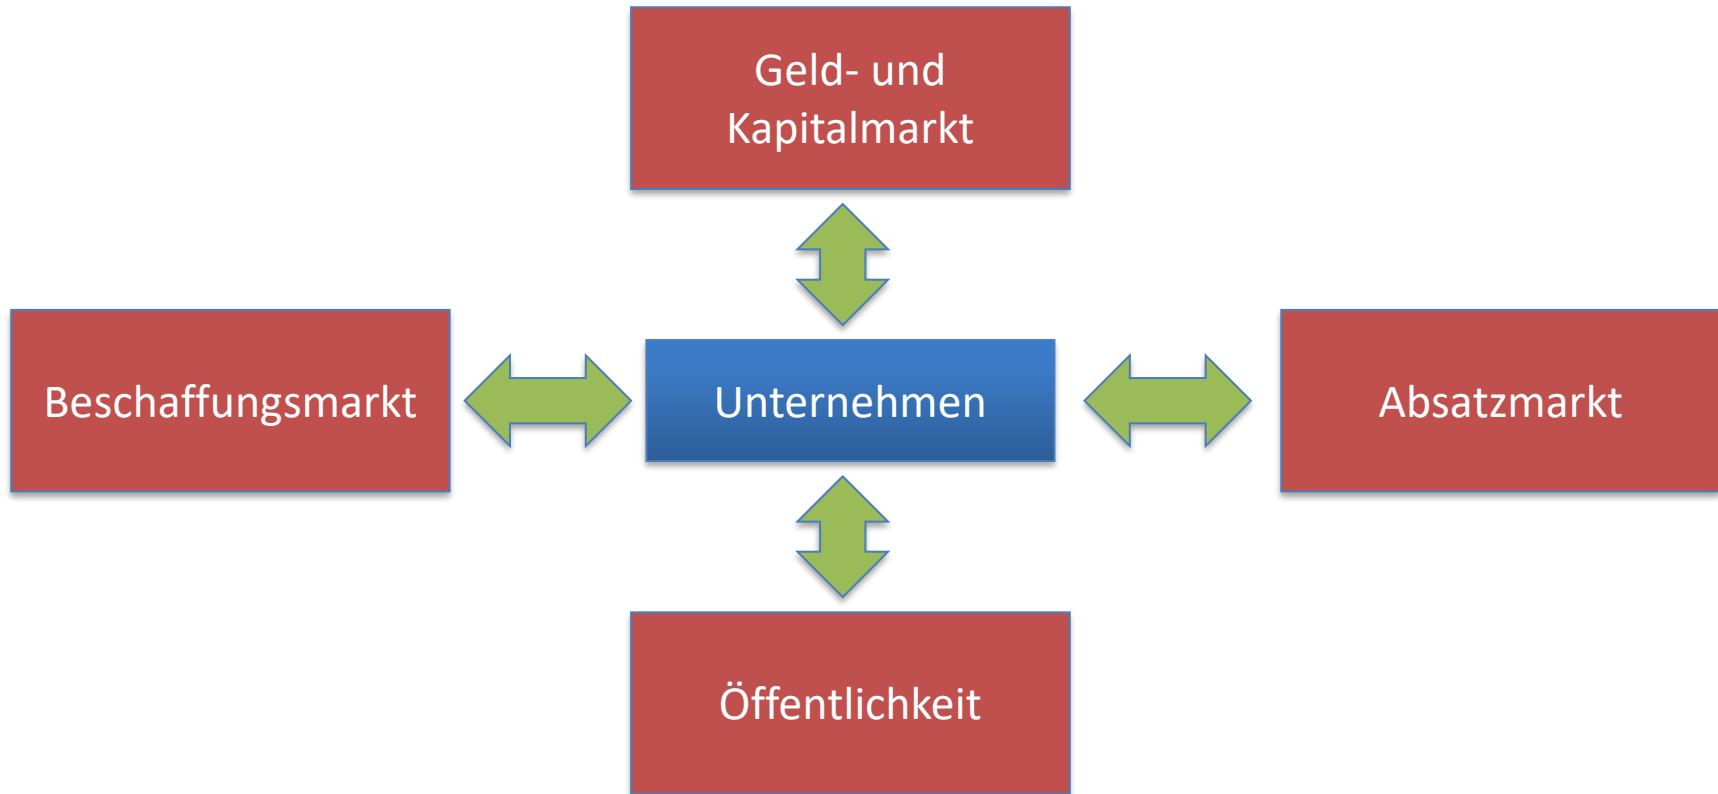 Geld- und
Kapitalmarkt
Beschaffungsmarkt
Unternehmen
Absatzmarkt
Öffentlichkeit